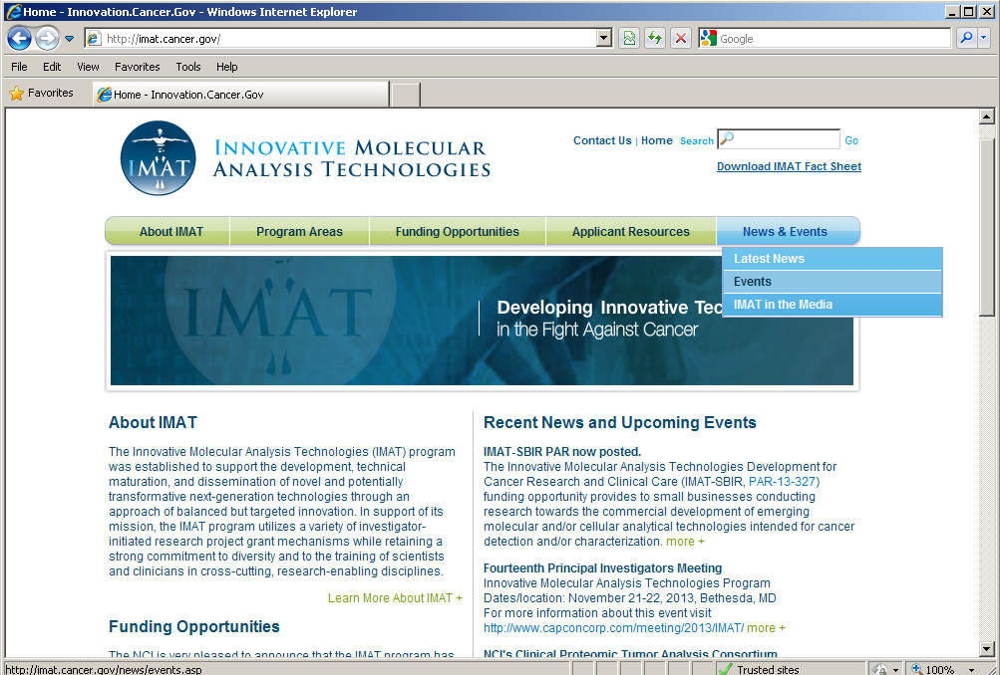 Home - Innovation.Cancer.Gov - Windows Internet Explorer
http://imat.cancer.gov/
Google
File Edit View Favorites Tools Help
Favorites
Home - Innovation.Cancer.Gov
IMAT
INNOVATIVE MOLECULAR
ANALYSIS TECHNOLOGIES
Contact Us | Home Search Go
Download IMAT Fact Sheet
About IMAT Program Areas Funding Opportunities Applicant Resources News & Events
Latest News
Events
IMAT in the Media
IMAT
Developing Innovative Tec
in the Fight Against Cancer
About IMAT
The Innovative Molecular Analysis Technologies (IMAT) program
was established to support the development, technical
maturation, and dissemination of novel and potentially
transformative next-generation technologies through an
approach of balanced but targeted innovation. In support of its
mission, the IMAT program utilizes a variety of investigator-
initiated research project grant mechanisms while retaining a
strong commitment to diversity and to the training of scientists
and clinicians in cross-cutting, research-enabling disciplines.
Learn More About IMAT +
Funding Opportunities
The NCI is very pleased to announce that the IMAT program has
Recent News and Upcoming Events
IMAT-SBIR PAR now posted.
The Innovative Molecular Analysis Technologies Development for
Cancer Research and Clinical Care (IMAT-SBIR, PAR-13-327)
funding opportunity provides to small businesses conducting
research towards the commercial development of emerging
molecular and/or cellular analytical technologies intended for cancer
detection and/or characterization. more +
Fourteenth Principal Investigators Meeting
Innovative Molecular Analysis Technologies Program
Dates/location: November 21-22, 2013, Bethesda, MD
For more information about this event visit
http://www.capconcorp.com/meeting/2013/IMAT/ more +
NCI's Clinical Proteomic Tumor Analysis Consortium
http://imat.cancer.gov/news/events.asp
Trusted sites
100%